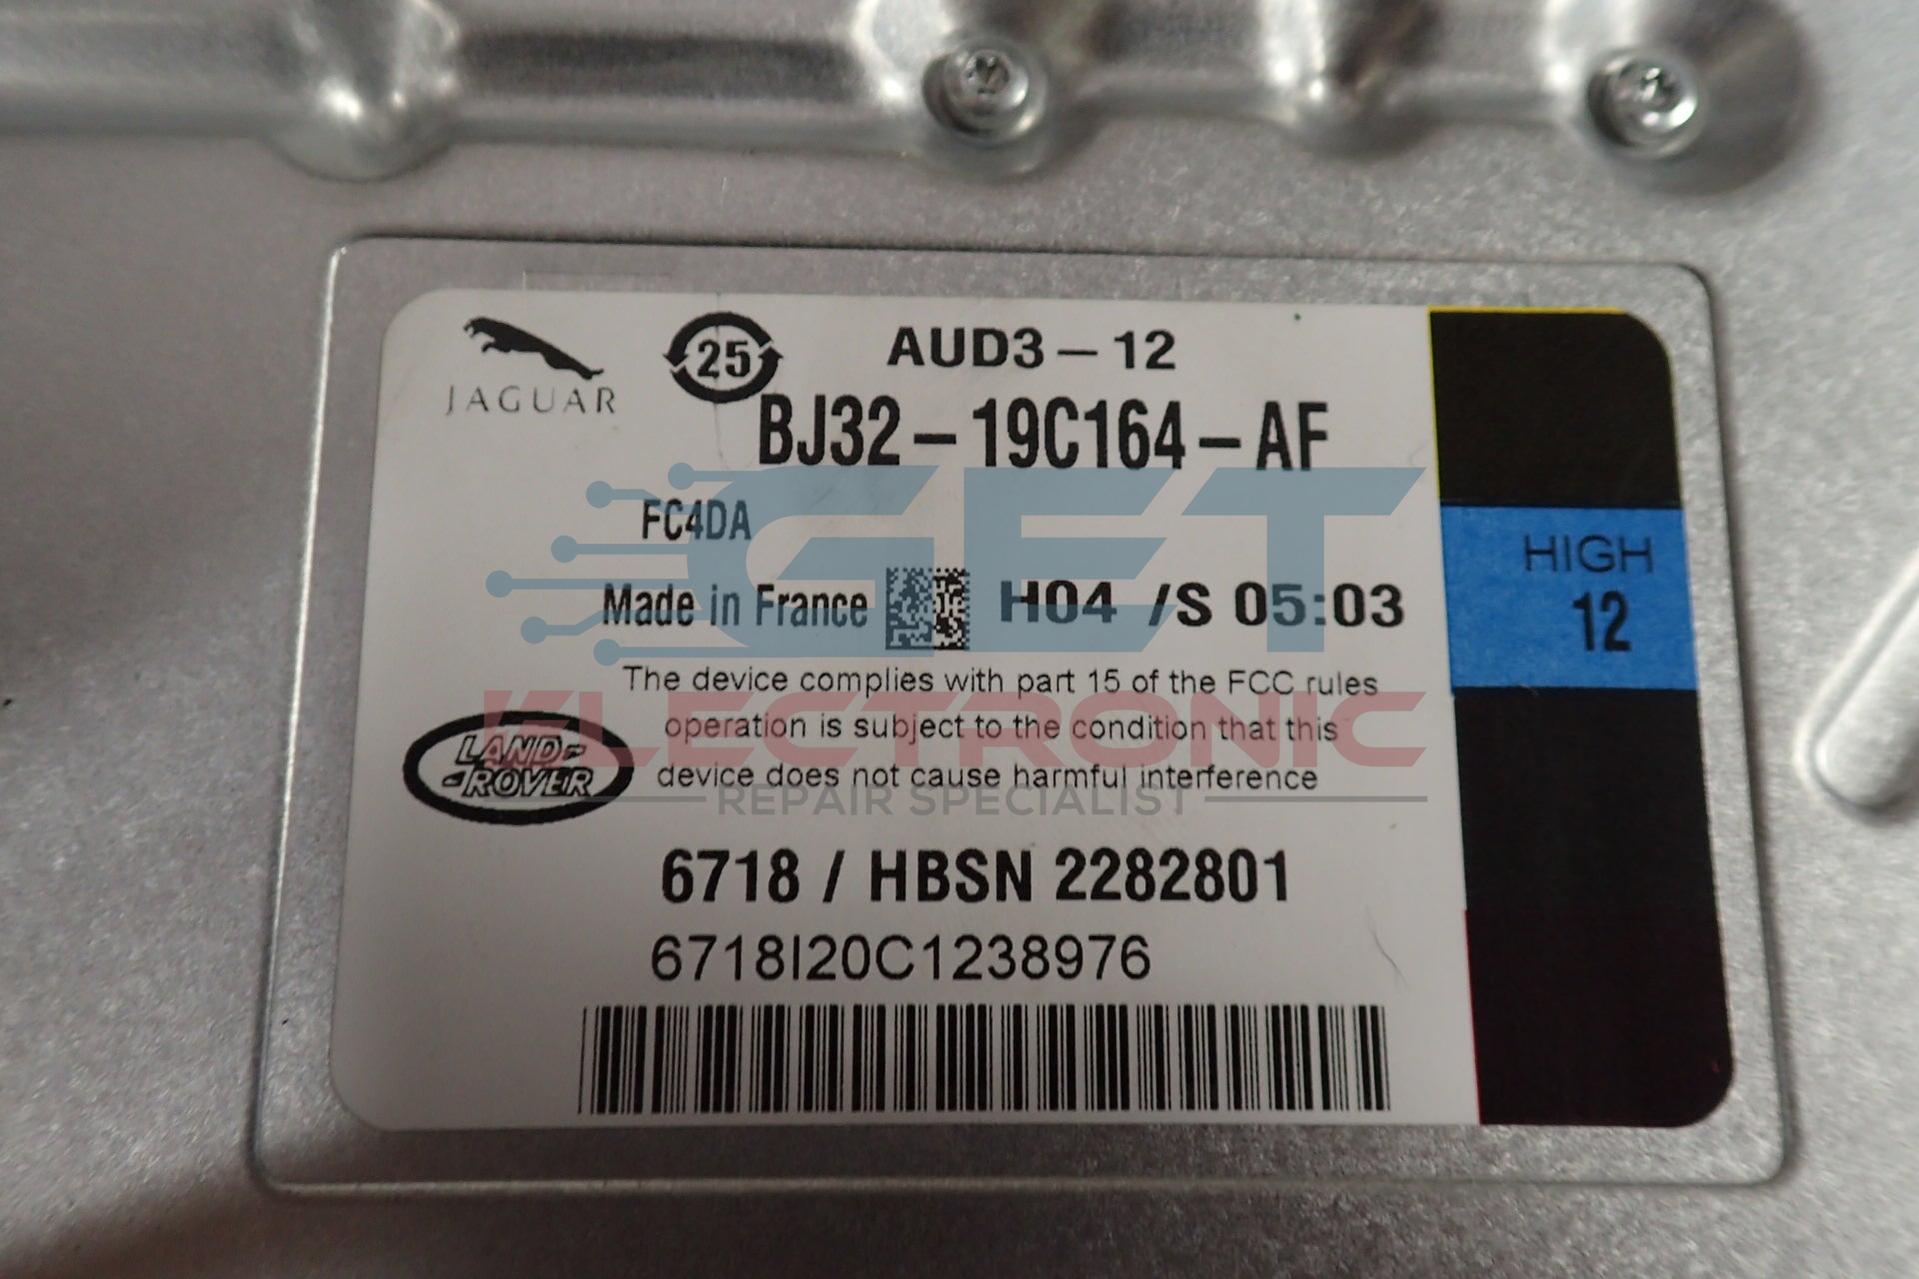 JAGUAR
25
AUD3 – 12
BJ32 – 19C164 – AF
FC4DA
HIGH
12
Made in France
H04 /S 05:03
GET
The device complies with part 15 of the FCC rules
operation is subject to the condition that this
device does not cause harmful interference
ELECTRONIC
REPAIR SPECIALIST
LAND-
-ROVER
6718 / HBSN 2282801
6718I20C1238976